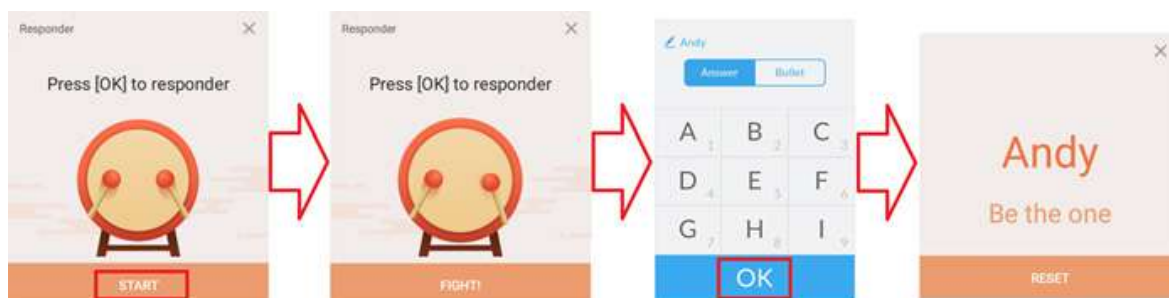 Responder
Press [OK] to responder
START
Responder
Press [OK] to responder
FIGHT!
Andy
Answer Bullet
A 1 B 2 C 3
D 4 E 5 F 6
G 7 H 8 I 9
OK
Andy
Be the one
RESET